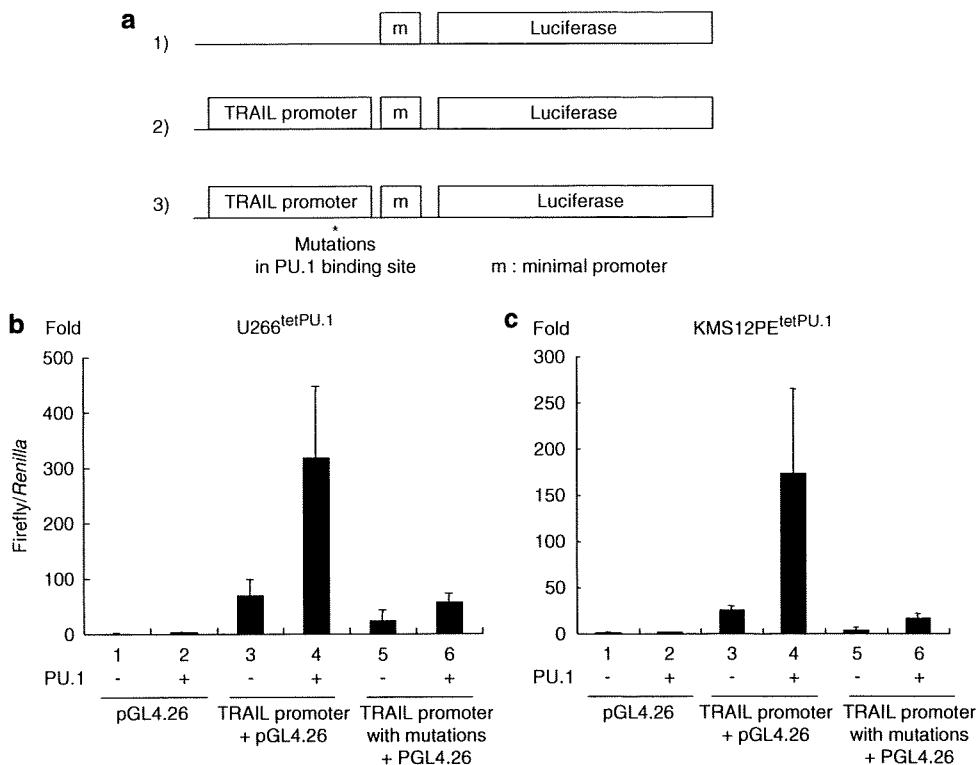 a
1) m Luciferase
2) TRAIL promoter m Luciferase
3) TRAIL promoter m Luciferase
*
Mutations
in PU.1 binding site m : minimal promoter
b Fold U266tetPU.1
500
400
300
200
100
0
Firefly/Renilla
1 2 3 4 5 6
PU.1 - + - + - +
pGL4.26 TRAIL promoter TRAIL promoter
+ pGL4.26 with mutations
+ PGL4.26
c Fold KMS12PEtetPU.1
300
250
200
150
100
50
0
1 2 3 4 5 6
PU.1 - + - + - +
pGL4.26 TRAIL promoter TRAIL promoter
+ pGL4.26 with mutations
+ PGL4.26